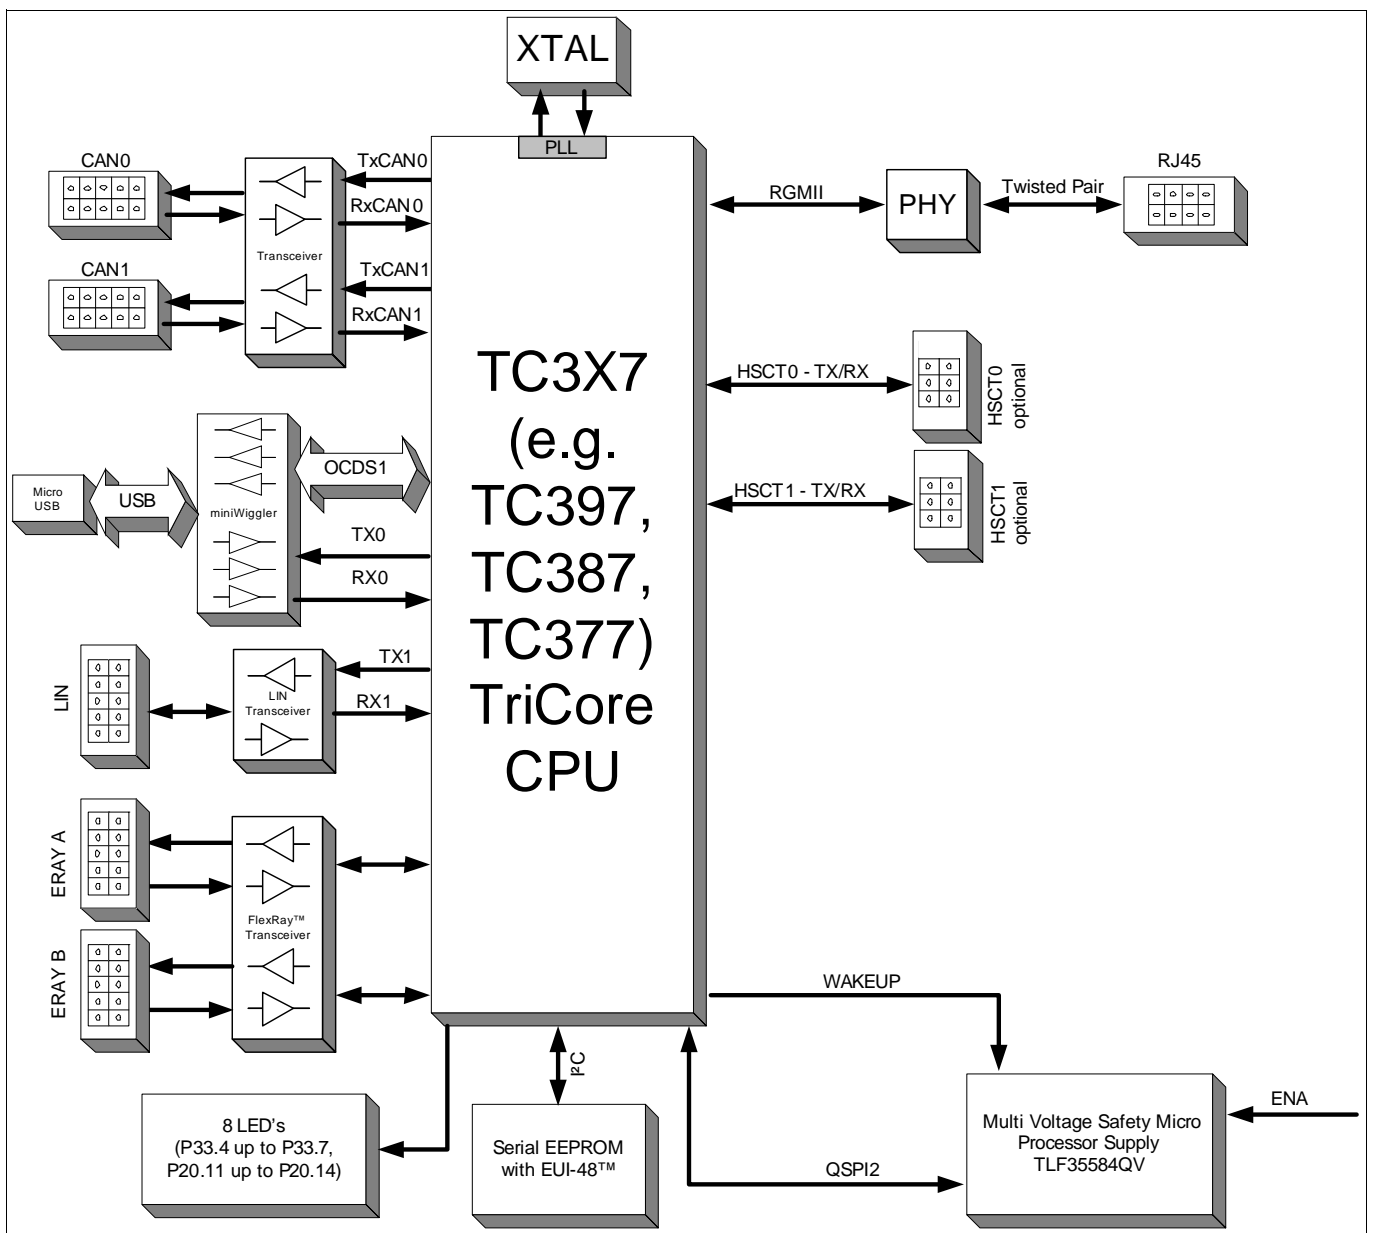 XTAL
PLL
CAN0
TxCAN0
RxCAN0
Transceiver
CAN1
TxCAN1
RxCAN1
RGMII
PHY
Twisted Pair
RJ45
TC3X7
(e.g.
TC397,
TC387,
TC377)
TriCore
CPU
HSCT0 - TX/RX
HSCT0
optional
HSCT1 - TX/RX
HSCT1
optional
Micro
USB
USB
miniWiggler
OCDS1
TX0
RX0
LIN
LIN
Transceiver
TX1
RX1
ERAY A
ERAY B
FlexRay™
Transceiver
WAKEUP
I²C
8 LED's
(P33.4 up to P33.7,
P20.11 up to P20.14)
Serial EEPROM
with EUI-48™
QSPI2
Multi Voltage Safety Micro
Processor Supply
TLF35584QV
ENA